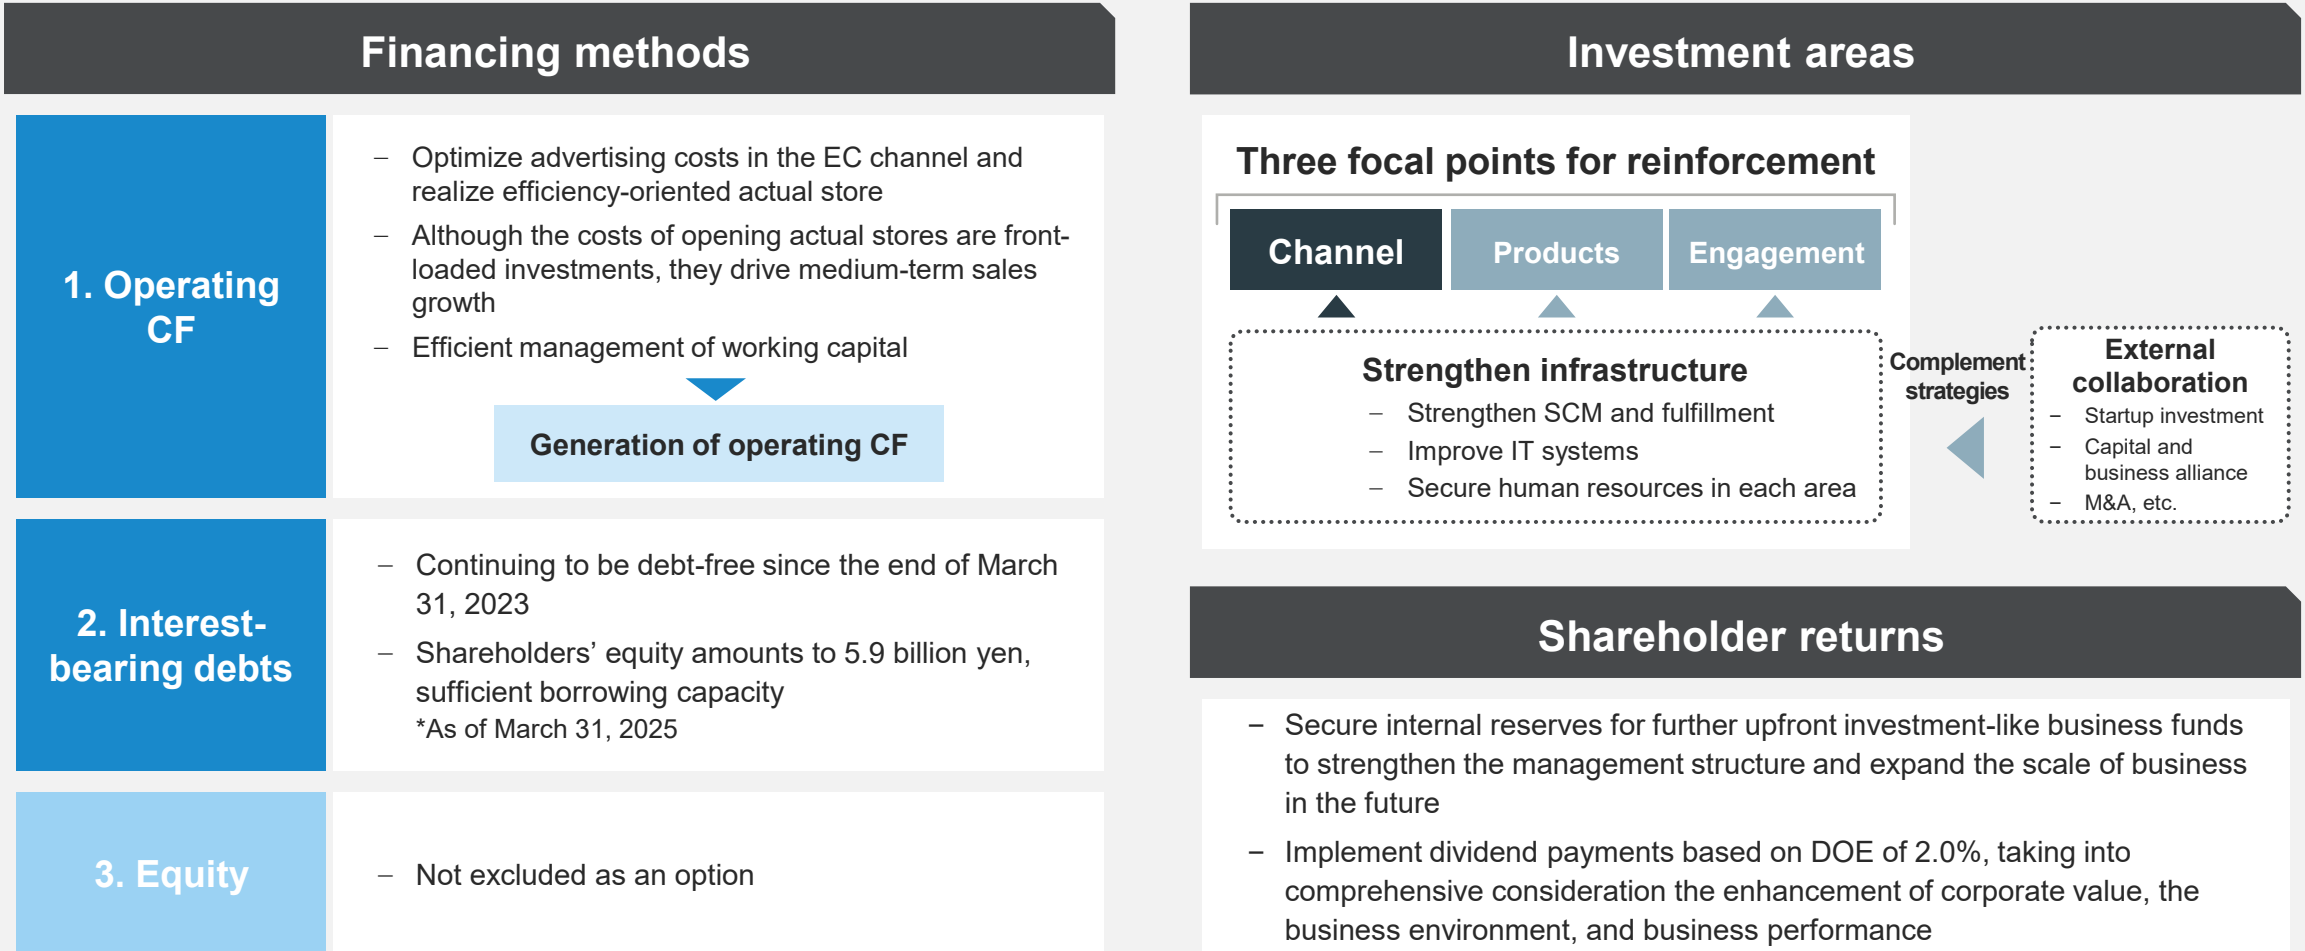 Financing methods
1. Operating
CF
– Optimize advertising costs in the EC channel and
realize efficiency-oriented actual store
– Although the costs of opening actual stores are front-
loaded investments, they drive medium-term sales
growth
– Efficient management of working capital
Generation of operating CF
2. Interest-
bearing debts
– Continuing to be debt-free since the end of March
31, 2023
– Shareholders’ equity amounts to 5.9 billion yen,
sufficient borrowing capacity
*As of March 31, 2025
3. Equity
– Not excluded as an option
Investment areas
Three focal points for reinforcement
Channel
Products
Engagement
Strengthen infrastructure
– Strengthen SCM and fulfillment
– Improve IT systems
– Secure human resources in each area
Complement
strategies
External
collaboration
– Startup investment
– Capital and
business alliance
– M&A, etc.
Shareholder returns
– Secure internal reserves for further upfront investment-like business funds
to strengthen the management structure and expand the scale of business
in the future
– Implement dividend payments based on DOE of 2.0%, taking into
comprehensive consideration the enhancement of corporate value, the
business environment, and business performance